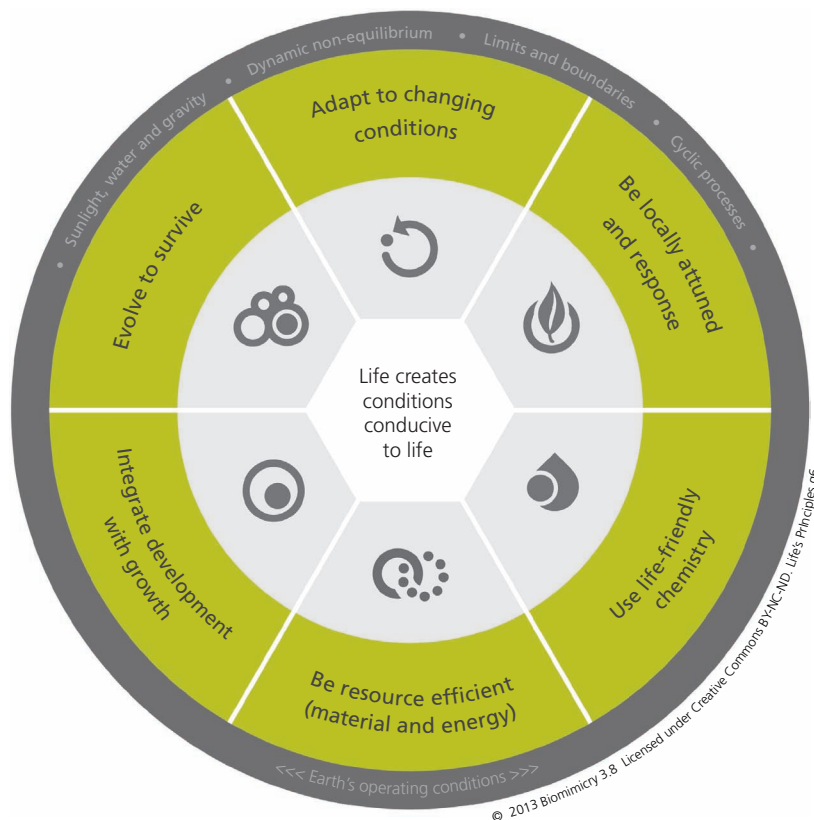 • Sunlight, water and gravity • Dynamic non-equilibrium • Limits and boundaries • Cyclic processes •
Adapt to changing
conditions
Be locally attuned
and response
Use life-friendly
chemistry
Be resource efficient
(material and energy)
Integrate development
with growth
Evolve to survive
Life creates
conditions
conducive
to life
<<< Earth's operating conditions >>>
© 2013 Biomimicry 3.8 Licensed under Creative Commons BY-NC-ND. Life's Principles